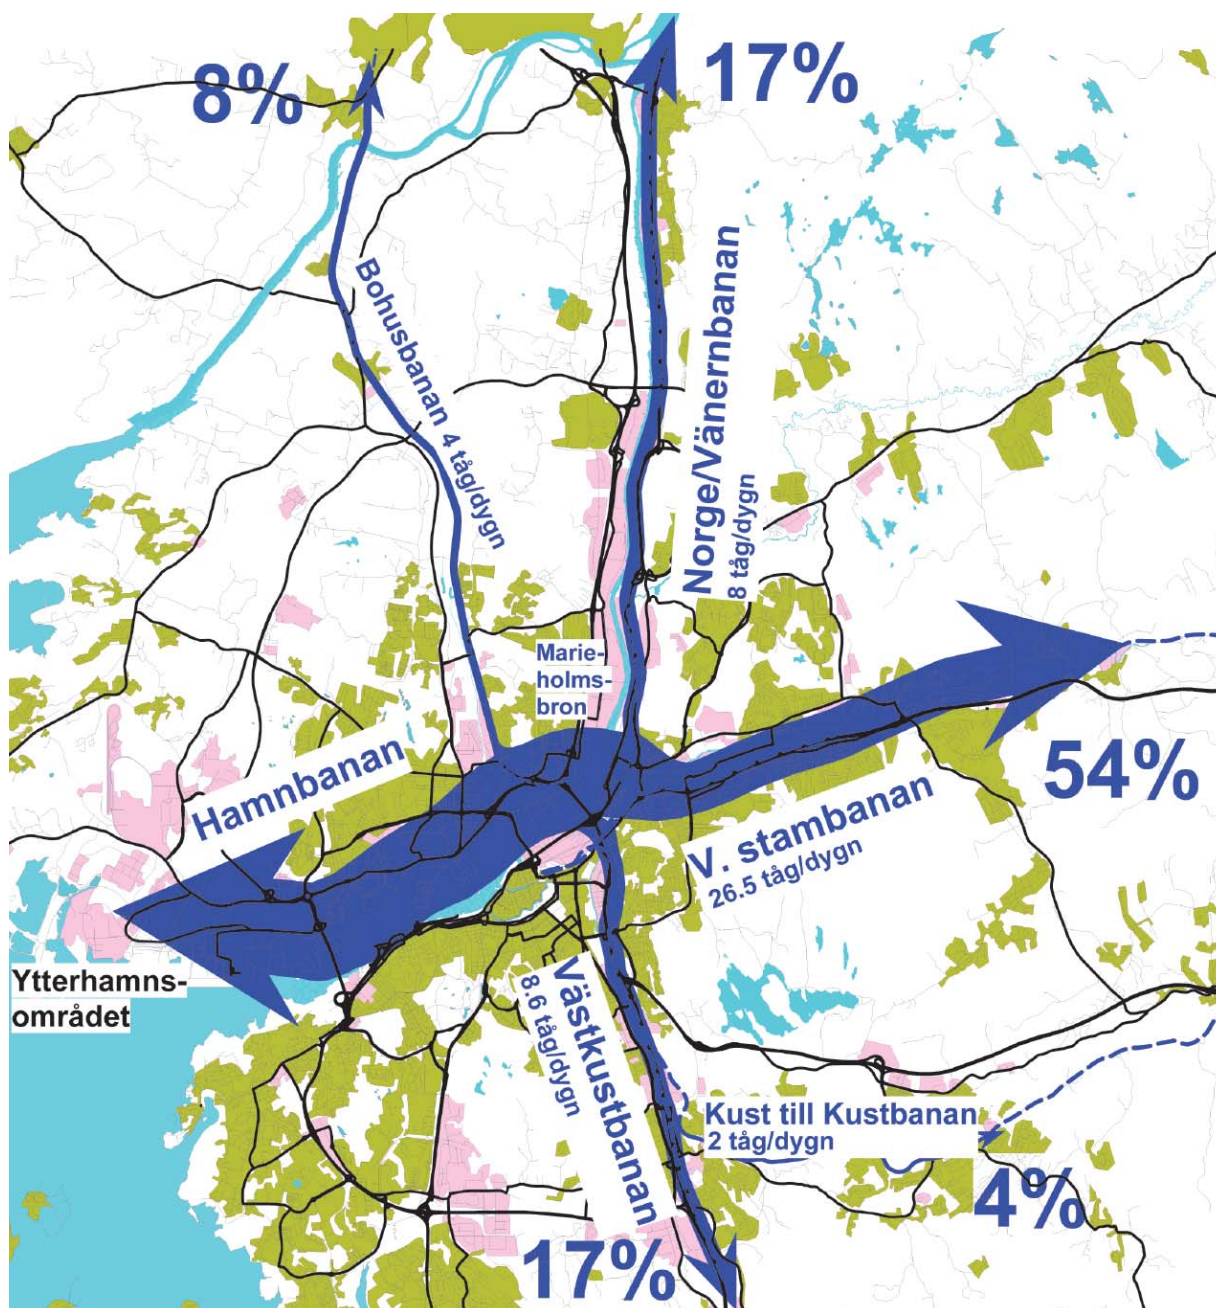 8%
17%
Bohusbanan 4 tåg/dygn
Norge/Vänernbanan
8 tåg/dygn
Marie-
holms-
bron
Hamnbanan
54%
V. stambanan
26.5 tåg/dygn
Ytterhamns-
området
Västkustbanan
8.6 tåg/dygn
Kust till Kustbanan
2 tåg/dygn
4%
17%